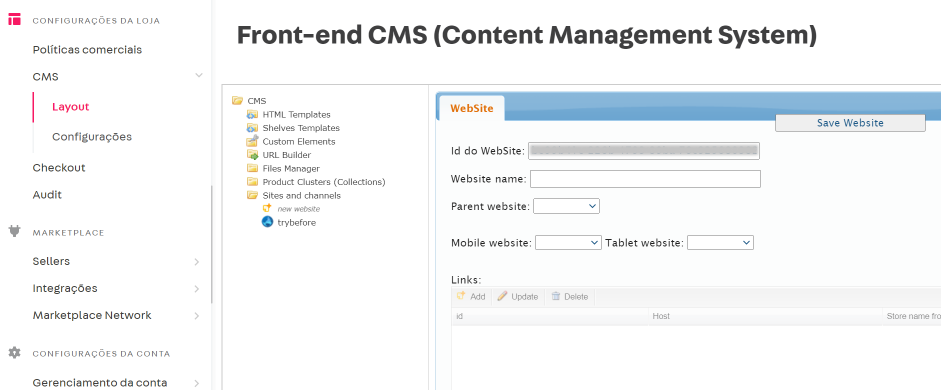 CONFIGURAÇÕES DA LOJA
Políticas comerciais
CMS
Layout
Configurações
Checkout
Audit
MARKETPLACE
Sellers
Integrações
Marketplace Network
CONFIGURAÇÕES DA CONTA
Gerenciamento da conta
Front-end CMS (Content Management System)
CMS
HTML Templates
Shelves Templates
Custom Elements
URL Builder
Files Manager
Product Clusters (Collections)
Sites and channels
new website
trybefore
WebSite
Save Website
Id do WebSite:
Website name:
Parent website:
Mobile website: Tablet website:
Links:
Add Update Delete
id Host Store name fro